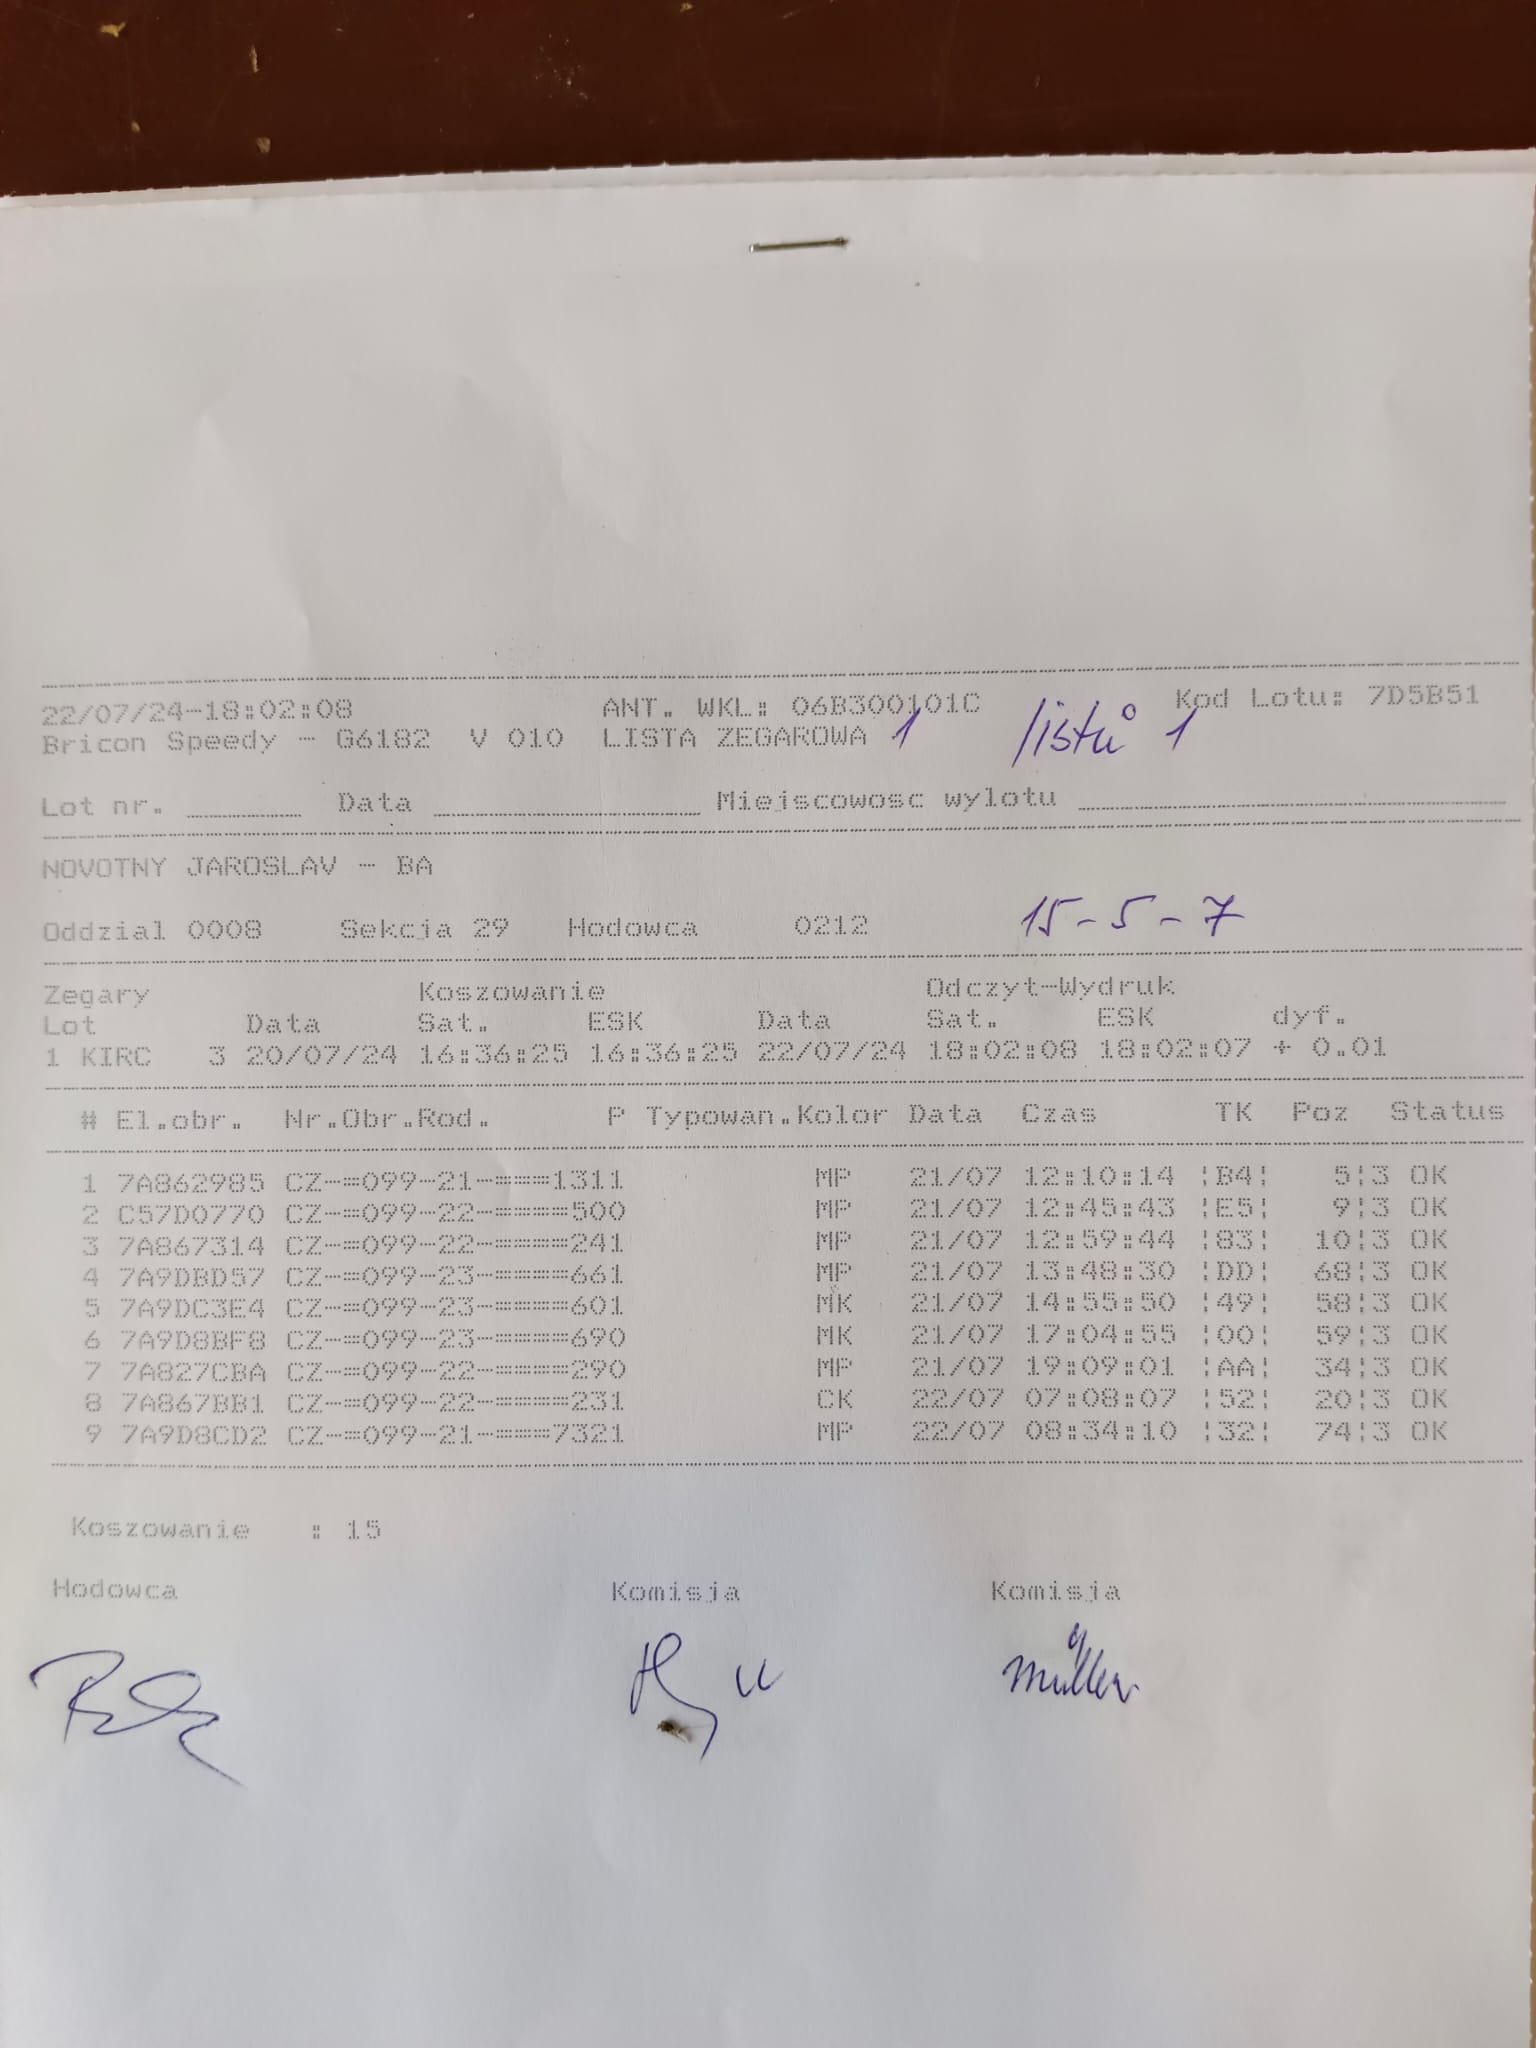 22/07/24-18:02:08 ANT. WKL: 06B300101C Kod Lotu: 7D5B51
Bricon Speedy - G6182 V 010 LISTA ZEGAROWA 1 listů 1
Lot nr. Data Miejscowosc wylotu
NOVOTNY JAROSLAV - BA
15-5-7
Oddzial 0008 Sekcja 29 Hodowca 0212
Zegary Koszowanie Odczyt-Wydruk
Lot Data Sat. ESK Data Sat. ESK dyf.
1 KIRC 3 20/07/24 16:36:25 16:36:25 22/07/24 18:02:08 18:02:07 + 0.01
# El.obr. Nr.Obr.Rod. P Typowan.Kolor Data Czas TK Poz Status
1 7A862985 CZ-=099-21-===1311 MP 21/07 12:10:14 ¦B4¦ 5¦3 OK
2 C57D0770 CZ-=099-22-====500 MP 21/07 12:45:43 ¦E5¦ 9¦3 OK
3 7A867314 CZ-=099-22-====241 MP 21/07 12:59:44 ¦83¦ 10¦3 OK
4 7A9DBD57 CZ-=099-23-====661 MP 21/07 13:48:30 ¦DD¦ 68¦3 OK
5 7A9DC3E4 CZ-=099-23-====601 MK 21/07 14:55:50 ¦49¦ 58¦3 OK
6 7A9D8BF8 CZ-=099-23-====690 MK 21/07 17:04:55 ¦00¦ 59¦3 OK
7 7A827CBA CZ-=099-22-====290 MP 21/07 19:09:01 ¦AA¦ 34¦3 OK
8 7A867BB1 CZ-=099-22-====231 CK 22/07 07:08:07 ¦52¦ 20¦3 OK
9 7A9D8CD2 CZ-=099-21-===7321 MP 22/07 08:34:10 ¦32¦ 74¦3 OK
Koszowanie : 15
Hodowca Komisja Komisja
Müller